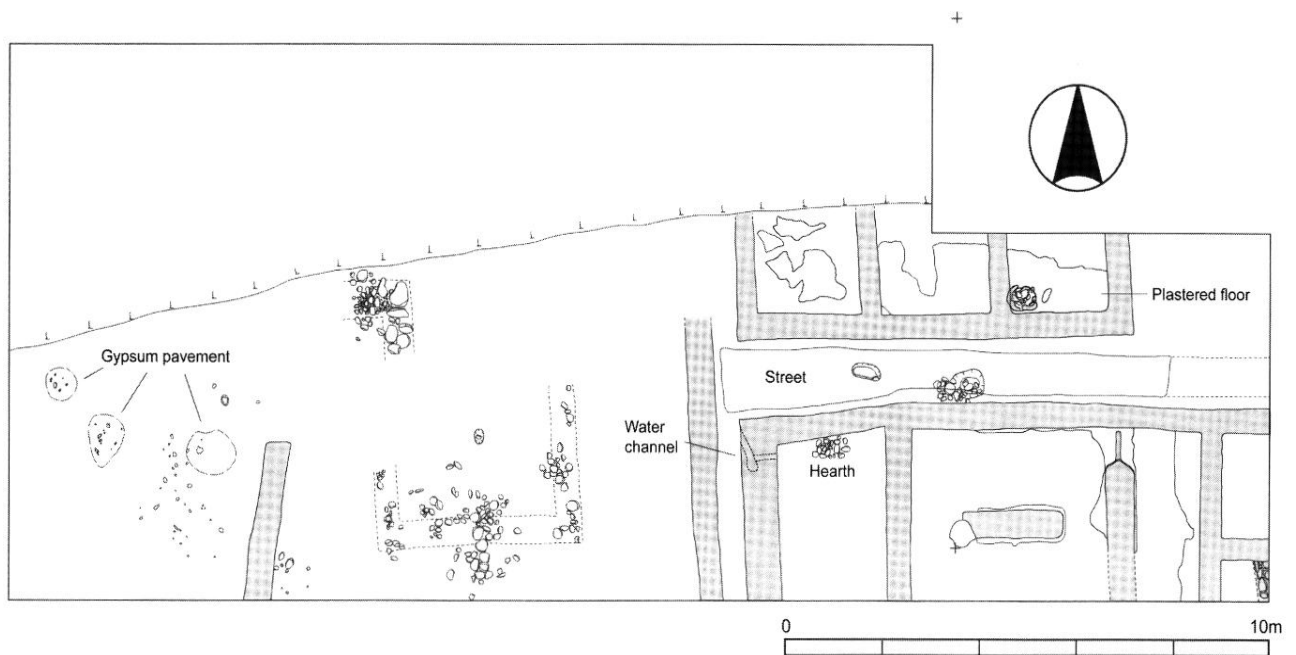 Gypsum pavement
Plastered floor
Street
Water
channel
Hearth
0
10m